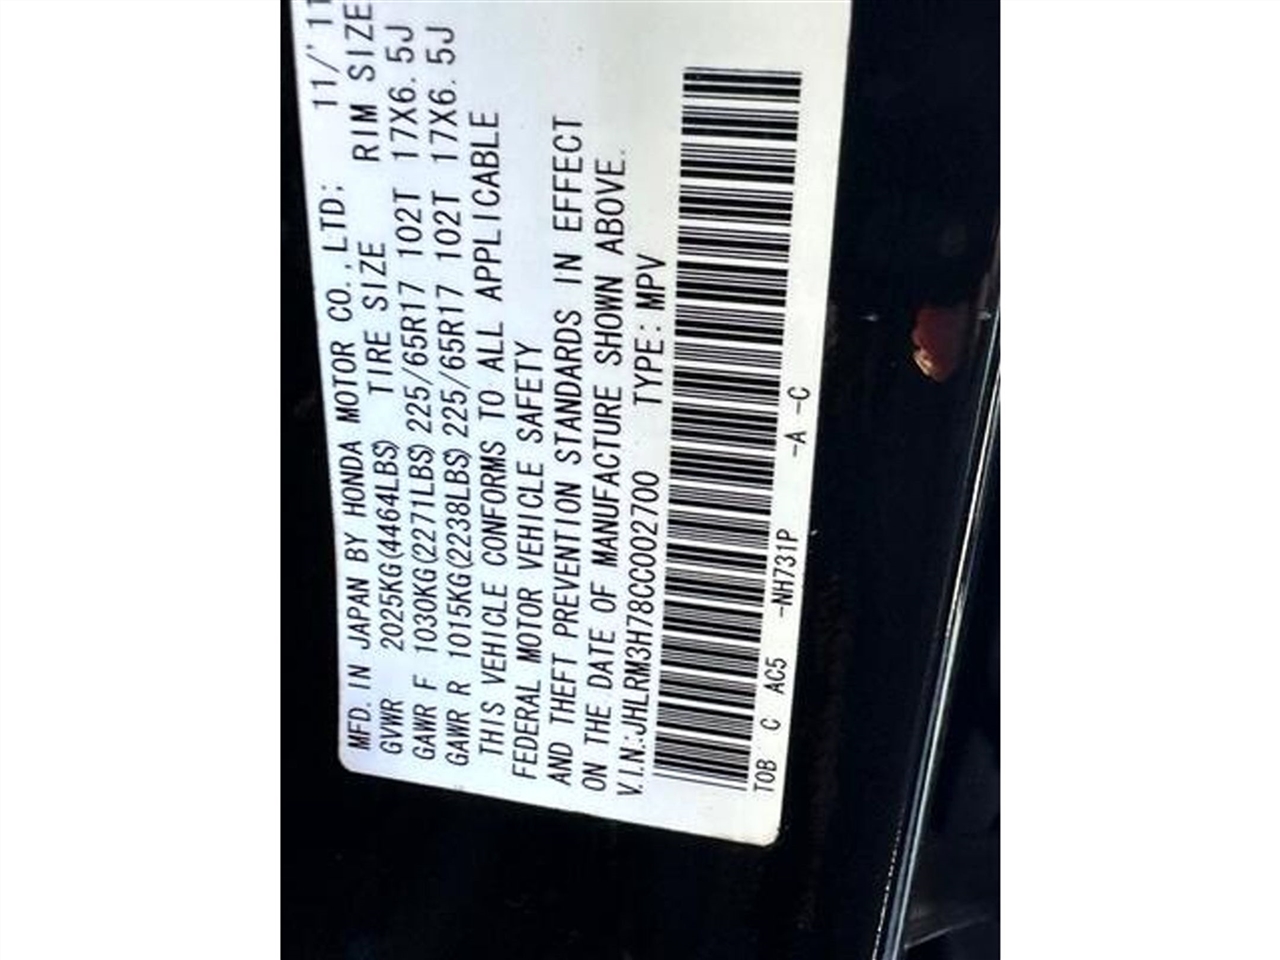 MFD. IN JAPAN BY HONDA MOTOR CO., LTD; 11/'11
GVWR 2025KG(4464LBS) TIRE SIZE RIM SIZE
GAWR F 1030KG(2271LBS) 225/65R17 102T 17X6.5J
GAWR R 1015KG(2238LBS) 225/65R17 102T 17X6.5J
THIS VEHICLE CONFORMS TO ALL APPLICABLE
FEDERAL MOTOR VEHICLE SAFETY
AND THEFT PREVENTION STANDARDS IN EFFECT
ON THE DATE OF MANUFACTURE SHOWN ABOVE.
V.I.N.:JHLRM3H78CC002700 TYPE:MPV
TOB C AC5 -NH731P -A -C